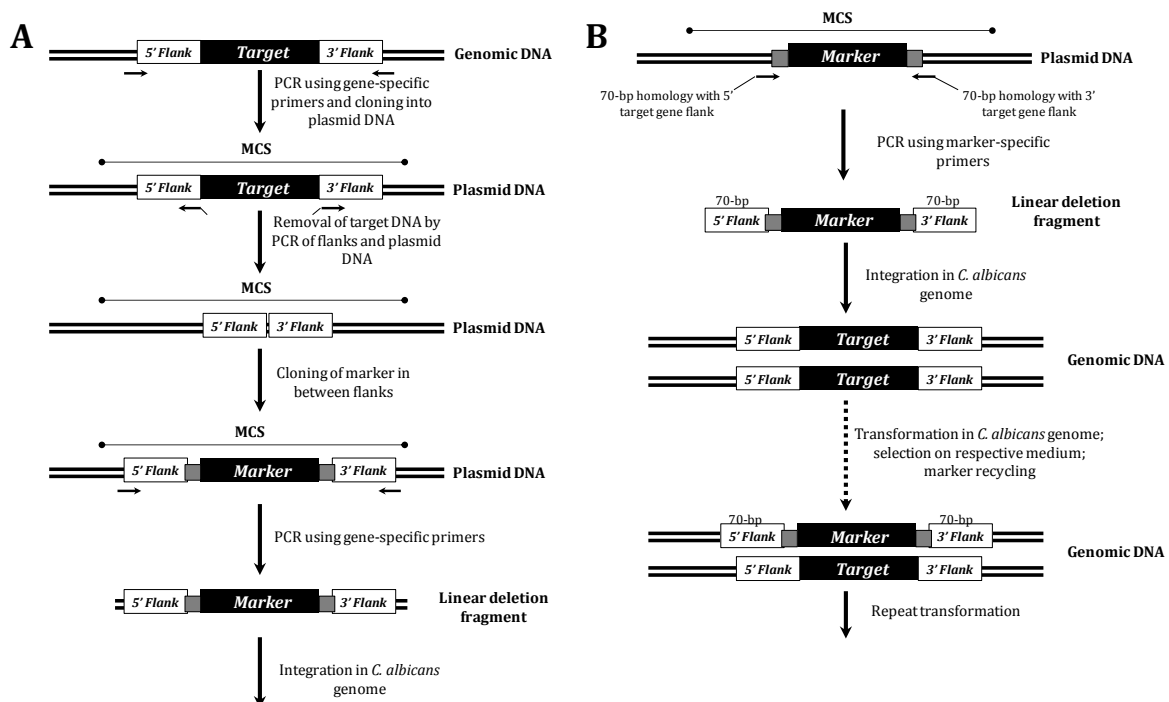 A
5' Flank Target 3' Flank
Genomic DNA
PCR using gene-specific
primers and cloning into
plasmid DNA
MCS
5' Flank Target 3' Flank
Plasmid DNA
Removal of target DNA by
PCR of flanks and plasmid
DNA
MCS
5' Flank 3' Flank
Plasmid DNA
Cloning of marker in
between flanks
MCS
5' Flank Marker 3' Flank
Plasmid DNA
PCR using gene-specific primers
5' Flank Marker 3' Flank
Linear deletion
fragment
Integration in C. albicans
genome
B
MCS
Marker
Plasmid DNA
70-bp homology with 5'
target gene flank
70-bp homology with 3'
target gene flank
PCR using marker-specific
primers
70-bp 70-bp
5' Flank Marker 3' Flank
Linear deletion
fragment
Integration in C. albicans
genome
5' Flank Target 3' Flank
Genomic DNA
5' Flank Target 3' Flank
Transformation in C. albicans genome;
selection on respective medium;
marker recycling
70-bp 70-bp
5' Flank Marker 3' Flank
Genomic DNA
5' Flank Target 3' Flank
Repeat transformation